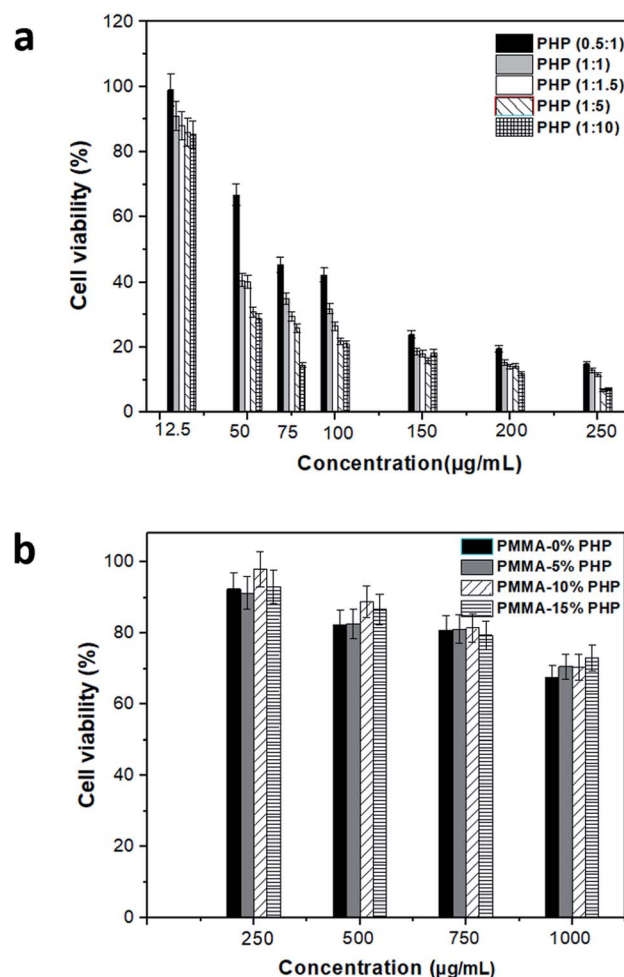 a
PHP (0.5:1)
PHP (1:1)
PHP (1:1.5)
PHP (1:5)
PHP (1:10)
120
100
80
60
40
20
0
Cell viability (%)
12.5 50 75 100 150 200 250
Concentration(µg/mL)
b
PMMA-0% PHP
PMMA-5% PHP
PMMA-10% PHP
PMMA-15% PHP
100
80
60
40
20
0
Cell viability (%)
250 500 750 1000
Concentration (µg/mL)